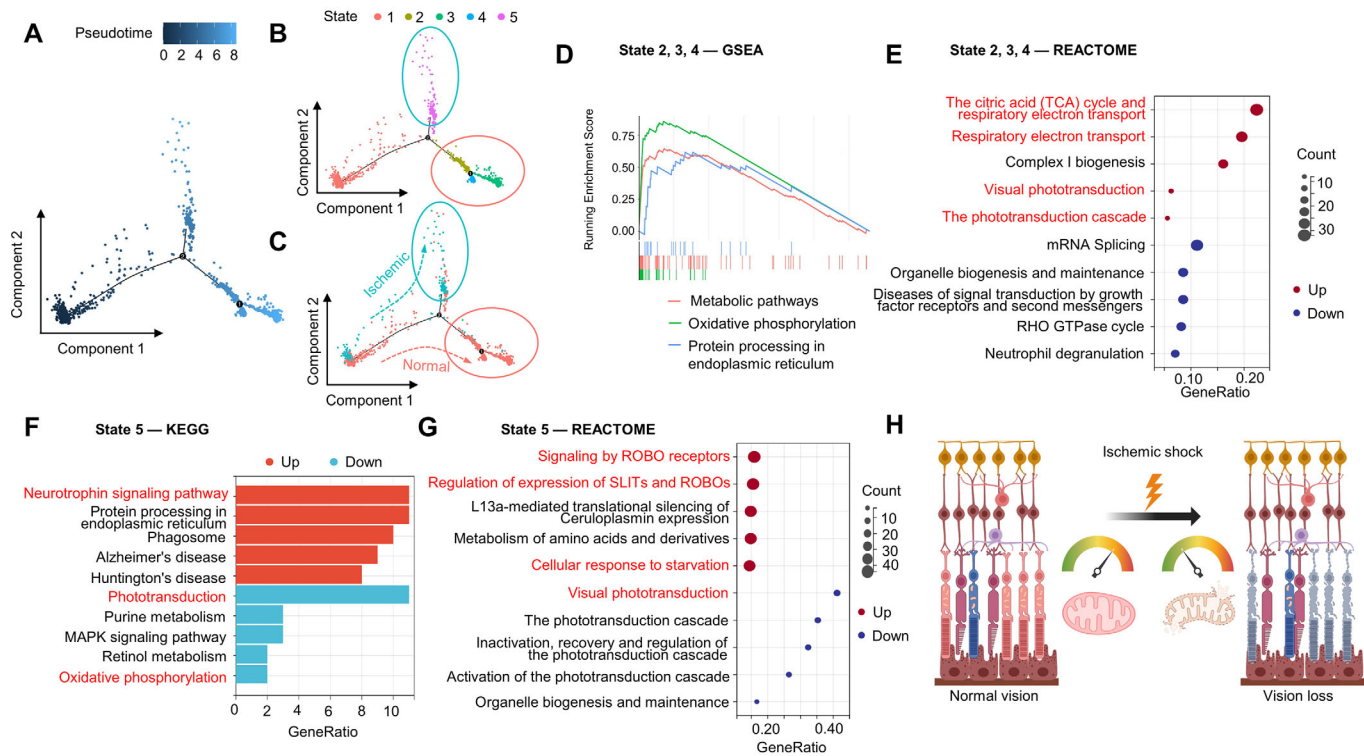 A
Pseudotime
0 2 4 6 8
Component 2
Component 1
B
State 1 2 3 4 5
Component 2
Component 1
2
1
C
Ischemic
Normal
Component 2
Component 1
D
State 2, 3, 4 — GSEA
Running Enrichment Score
0.75
0.50
0.25
0.00
Metabolic pathways
Oxidative phosphorylation
Protein processing in
endoplasmic reticulum
E
State 2, 3, 4 — REACTOME
The citric acid (TCA) cycle and
respiratory electron transport
Respiratory electron transport
Complex I biogenesis
Visual phototransduction
The phototransduction cascade
mRNA Splicing
Organelle biogenesis and maintenance
Diseases of signal transduction by growth
factor receptors and second messengers
RHO GTPase cycle
Neutrophil degranulation
0.10 0.20
GeneRatio
Count
10
20
30
Up
Down
F
State 5 — KEGG
Up Down
Neurotrophin signaling pathway
Protein processing in
endoplasmic reticulum
Phagosome
Alzheimer's disease
Huntington's disease
Phototransduction
Purine metabolism
MAPK signaling pathway
Retinol metabolism
Oxidative phosphorylation
0 2 4 6 8 10
GeneRatio
G
State 5 — REACTOME
Signaling by ROBO receptors
Regulation of expression of SLITs and ROBOs
L13a-mediated translational silencing of
Ceruloplasmin expression
Metabolism of amino acids and derivatives
Cellular response to starvation
Visual phototransduction
The phototransduction cascade
Inactivation, recovery and regulation of
the phototransduction cascade
Activation of the phototransduction cascade
Organelle biogenesis and maintenance
0.20 0.40
GeneRatio
Count
10
20
30
40
Up
Down
H
Ischemic shock
Normal vision
Vision loss